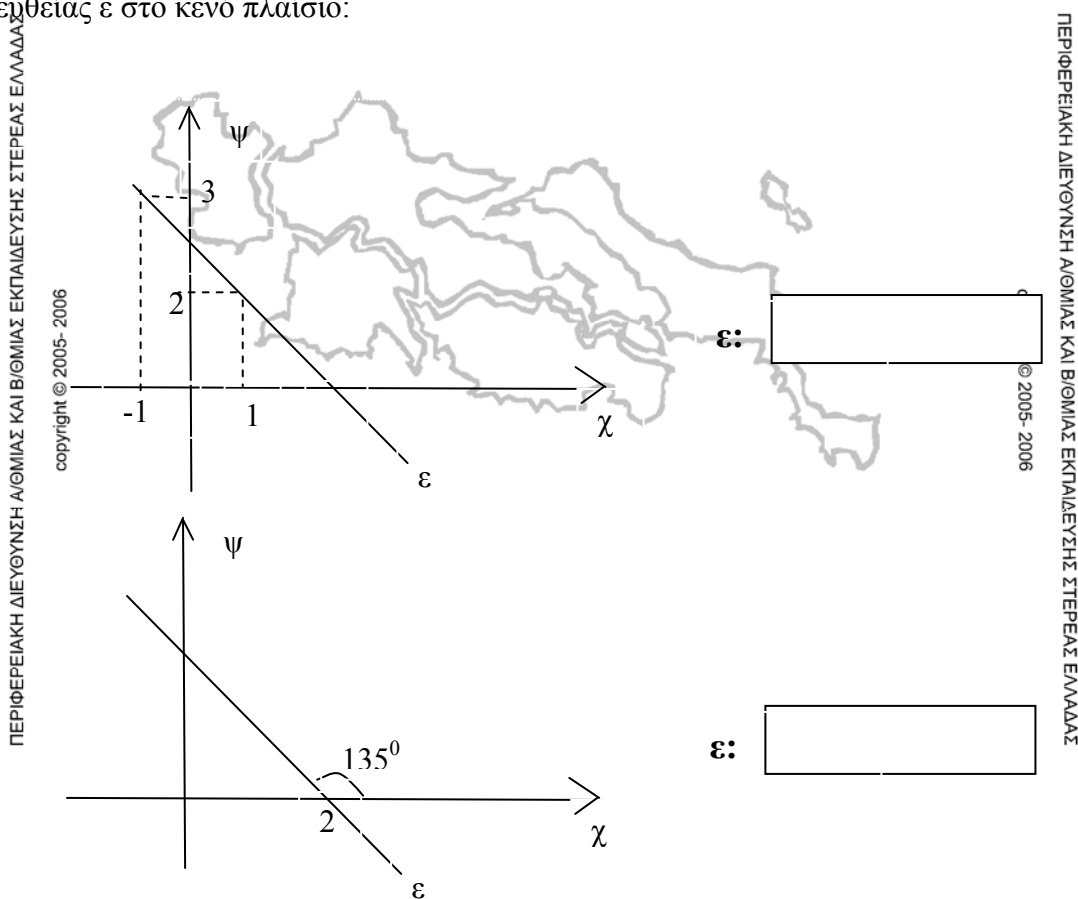 ευθείας ε στο κενό πλαίσιο:
ΠΕΡΙΦΕΡΕΙΑΚΗ ΔΙΕΥΘΥΝΣΗ Α/ΘΜΙΑΣ ΚΑΙ Β/ΘΜΙΑΣ ΕΚΠΑΙΔΕΥΣΗΣ ΣΤΕΡΕΑΣ ΕΛΛΑΔΑΣ
copyright © 2005- 2006
ψ
3
2
-1
1
χ
ε
ε:
© 2005- 2006
ΠΕΡΙΦΕΡΕΙΑΚΗ ΔΙΕΥΘΥΝΣΗ Α/ΘΜΙΑΣ ΚΑΙ Β/ΘΜΙΑΣ ΕΚΠΑΙΔΕΥΣΗΣ ΣΤΕΡΕΑΣ ΕΛΛΑΔΑΣ
ψ
135⁰
2
χ
ε
ε: